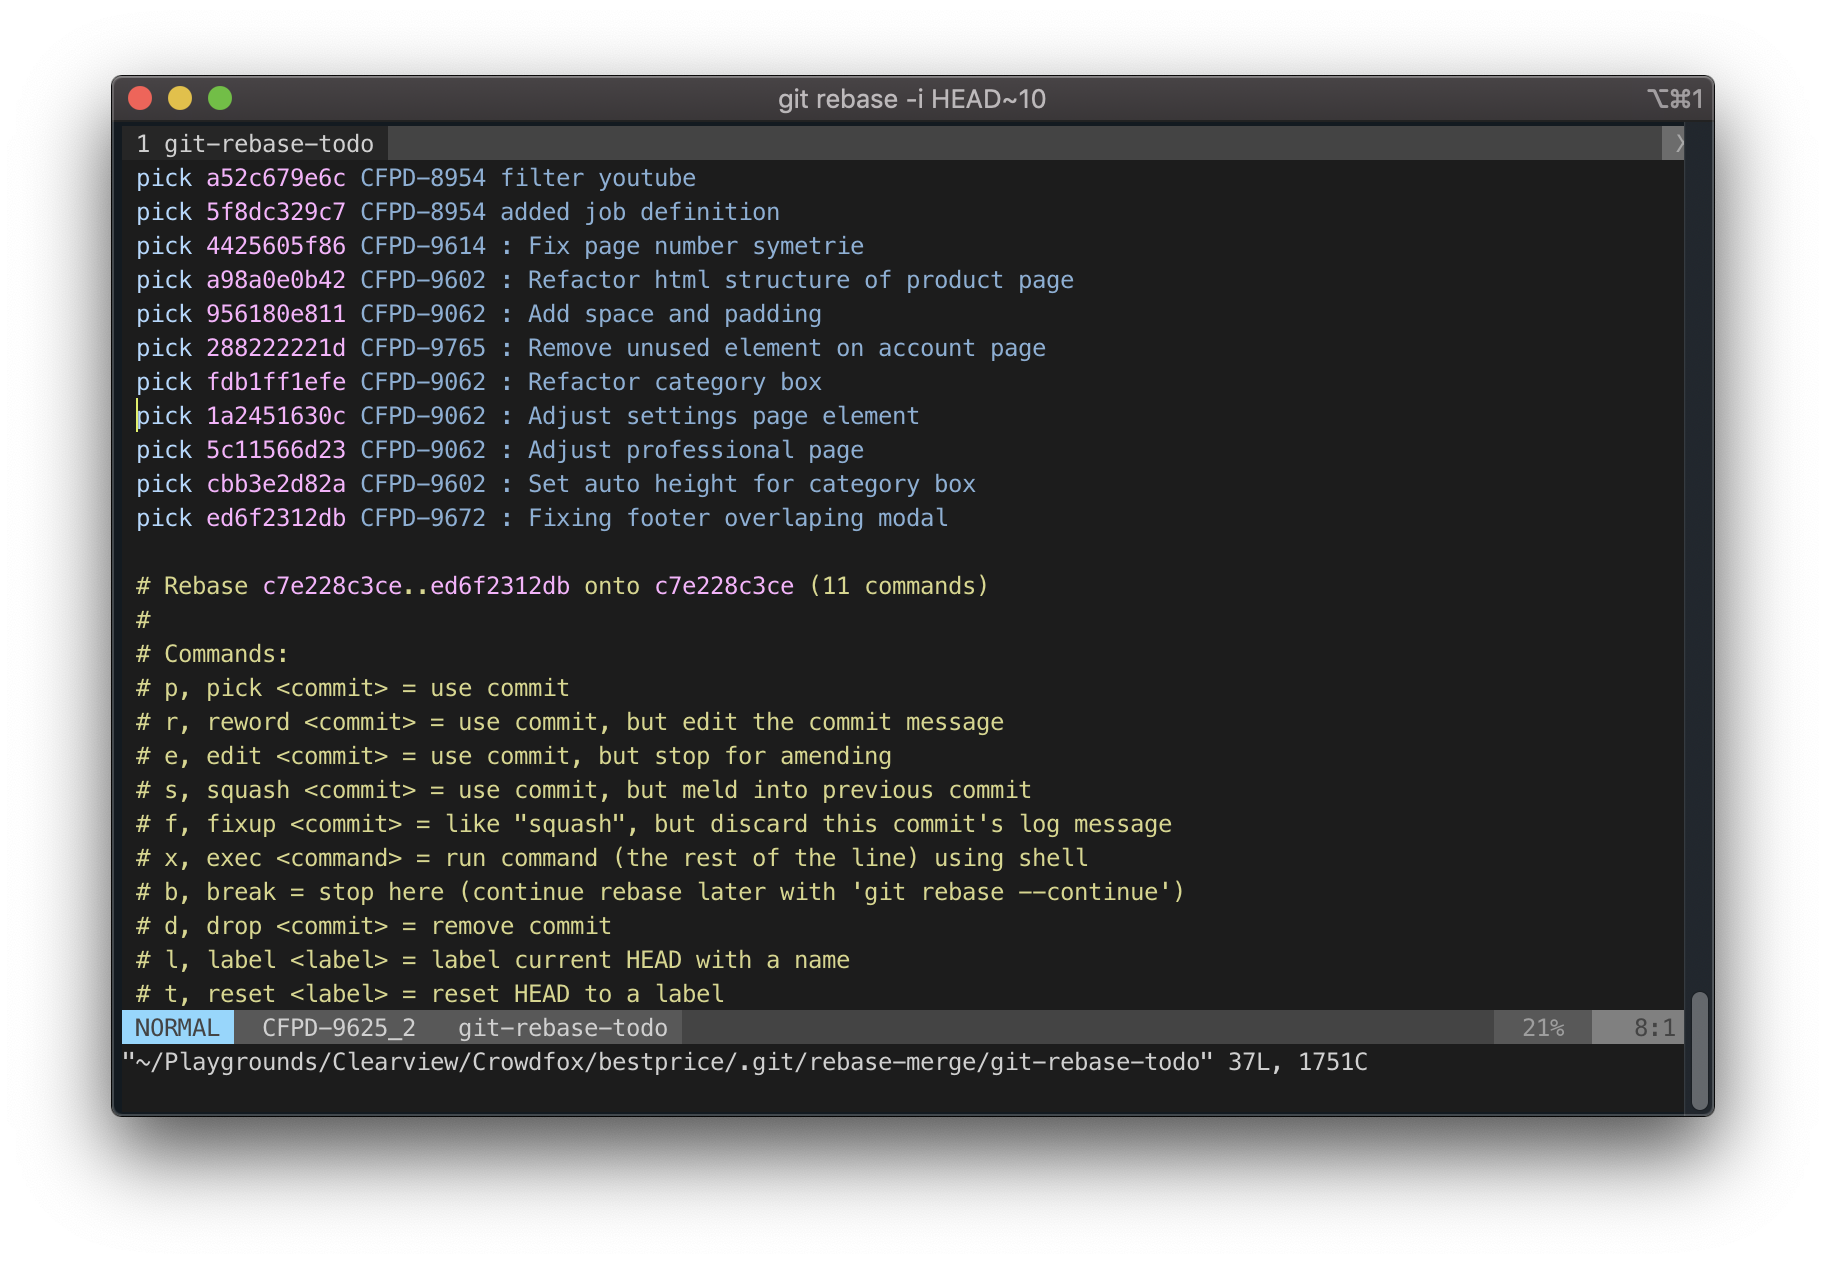 git rebase -i HEAD~10
⌥⌘1
1 git-rebase-todo X
pick a52c679e6c CFPD-8954 filter youtube
pick 5f8dc329c7 CFPD-8954 added job definition
pick 4425605f86 CFPD-9614 : Fix page number symetrie
pick a98a0e0b42 CFPD-9602 : Refactor html structure of product page
pick 956180e811 CFPD-9062 : Add space and padding
pick 288222221d CFPD-9765 : Remove unused element on account page
pick fdb1ff1efe CFPD-9062 : Refactor category box
pick 1a2451630c CFPD-9062 : Adjust settings page element
pick 5c11566d23 CFPD-9062 : Adjust professional page
pick cbb3e2d82a CFPD-9602 : Set auto height for category box
pick ed6f2312db CFPD-9672 : Fixing footer overlaping modal
# Rebase c7e228c3ce..ed6f2312db onto c7e228c3ce (11 commands)
#
# Commands:
# p, pick <commit> = use commit
# r, reword <commit> = use commit, but edit the commit message
# e, edit <commit> = use commit, but stop for amending
# s, squash <commit> = use commit, but meld into previous commit
# f, fixup <commit> = like "squash", but discard this commit's log message
# x, exec <command> = run command (the rest of the line) using shell
# b, break = stop here (continue rebase later with 'git rebase --continue')
# d, drop <commit> = remove commit
# l, label <label> = label current HEAD with a name
# t, reset <label> = reset HEAD to a label
NORMAL CFPD-9625_2 git-rebase-todo 21% 8:1
"~/Playgrounds/Clearview/Crowdfox/bestprice/.git/rebase-merge/git-rebase-todo" 37L, 1751C